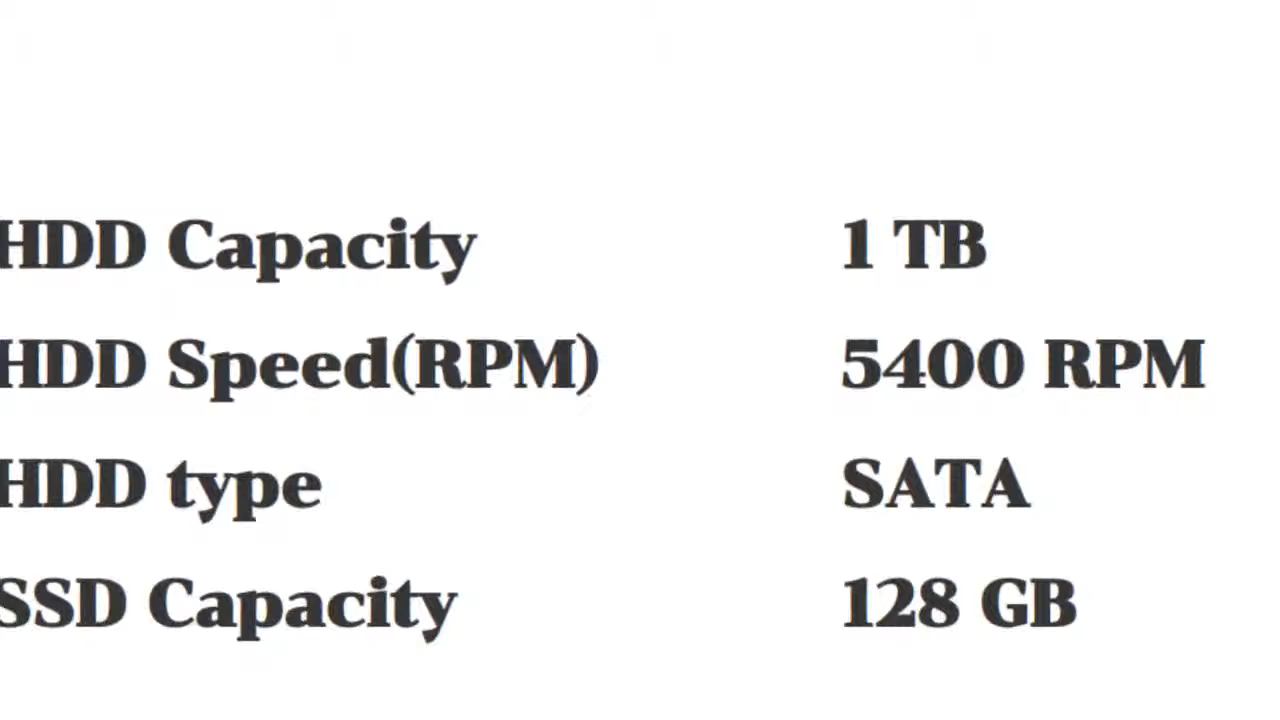 HDD Capacity 1 TB
HDD Speed(RPM) 5400 RPM
HDD type SATA
SSD Capacity 128 GB